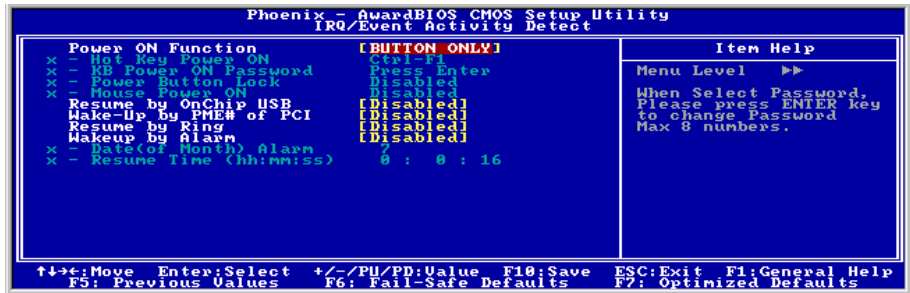 Phoenix - AwardBIOS CMOS Setup Utility
IRQ/Event Activity Detect
Power ON Function [BUTTON ONLY]
x - Hot Key Power ON Ctrl-F1
x - KB Power ON Password Press Enter
x - Power Button Lock Disabled
x - Mouse Power ON Disabled
Resume by OnChip USB [Disabled]
Wake-Up by PME# of PCI [Disabled]
Resume by Ring [Disabled]
Wakeup by Alarm [Disabled]
x - Date(of Month) Alarm 7
x - Resume Time (hh:mm:ss) 0 : 0 : 16
Item Help
Menu Level ▶▶
When Select Password,
Please press ENTER key
to change Password
Max 8 numbers.
↑↓→←:Move Enter:Select +/-/PU/PD:Value F10:Save ESC:Exit F1:General Help
F5: Previous Values F6: Fail-Safe Defaults F7: Optimized Defaults